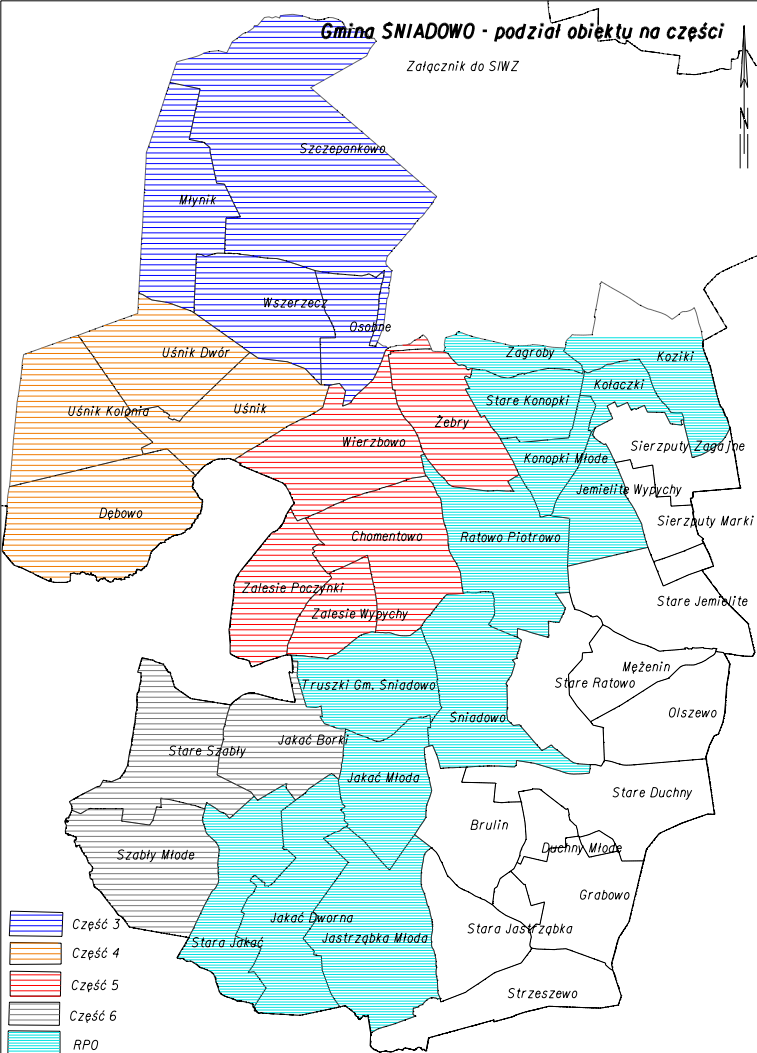 Gmina ŚNIADOWO - podział obiektu na części
Załącznik do SIWZ
N
Szczepankowo
Młynik
Wszerzecz
Osobne
Uśnik Dwór
Zagroby
Koziki
Kołaczki
Stare Konopki
Uśnik Kolonia
Uśnik
Żebry
Wierzbowo
Sierzputy Zagajne
Konopki Młode
Jemielite Wypychy
Dębowo
Sierzputy Marki
Chomentowo
Ratowo Piotrowo
Zalesie Poczynki
Stare Jemielite
Zalesie Wypychy
Mężenin
Stare Ratowo
Truszki Gm. Śniadowo
Olszewo
Śniadowo
Jakać Borki
Stare Szabły
Jakać Młoda
Stare Duchny
Brulin
Duchny Młode
Szabły Młode
Grabowo
Jakać Dworna
Stara Jastrząbka
Jastrząbka Młoda
Stara Jakać
Strzeszewo
Część 3
Część 4
Część 5
Część 6
RPO